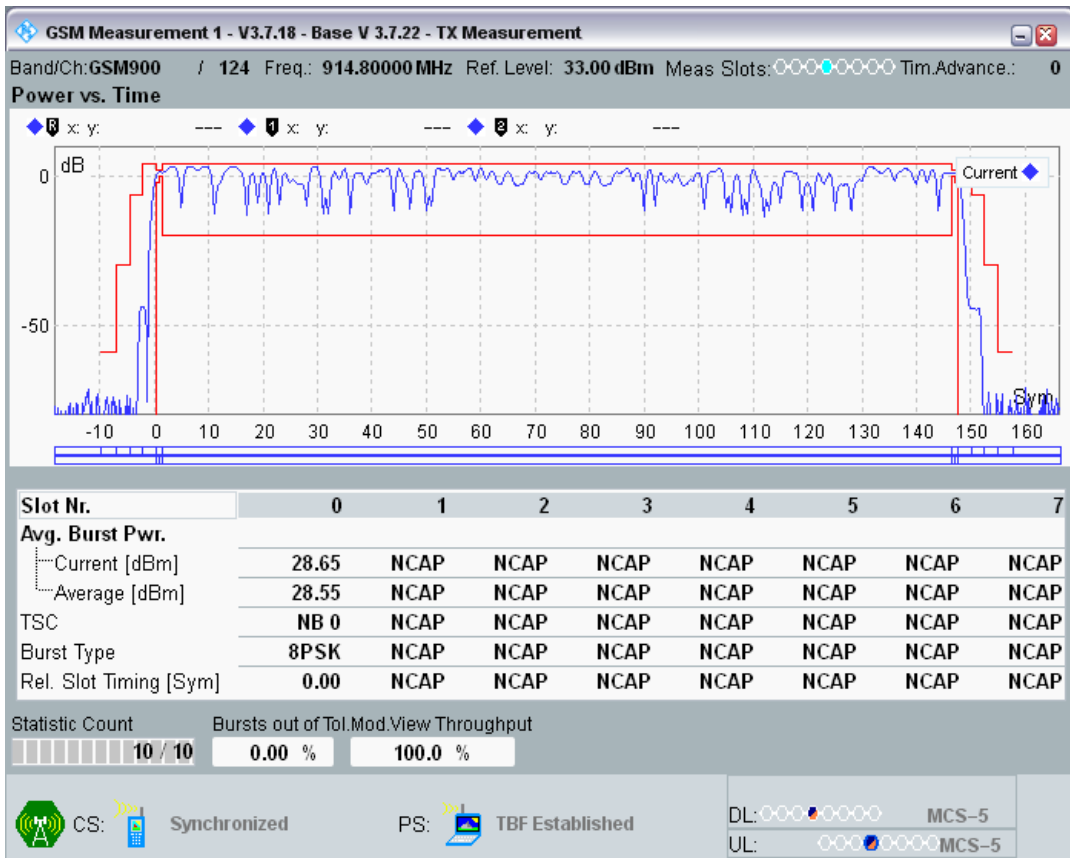 GSM Measurement 1 - V3.7.18 - Base V 3.7.22 - TX Measurement
Band/Ch:GSM900 / 124 Freq.: 914.80000 MHz Ref. Level: 33.00 dBm Meas Slots: Tim.Advance.: 0
Power vs. Time
R x: y: --- 1 x: y: --- 2 x: y: ---
dB
Current
0
-50
Sym
-10 0 10 20 30 40 50 60 70 80 90 100 110 120 130 140 150 160
Slot Nr. 0 1 2 3 4 5 6 7
Avg. Burst Pwr.
Current [dBm] 28.65 NCAP NCAP NCAP NCAP NCAP NCAP NCAP
Average [dBm] 28.55 NCAP NCAP NCAP NCAP NCAP NCAP NCAP
TSC NB 0 NCAP NCAP NCAP NCAP NCAP NCAP NCAP
Burst Type 8PSK NCAP NCAP NCAP NCAP NCAP NCAP NCAP
Rel. Slot Timing [Sym] 0.00 NCAP NCAP NCAP NCAP NCAP NCAP NCAP
Statistic Count Bursts out of Tol.Mod.View Throughput
10 / 10 0.00 % 100.0 %
CS: Synchronized PS: TBF Established DL: MCS-5
UL: MCS-5